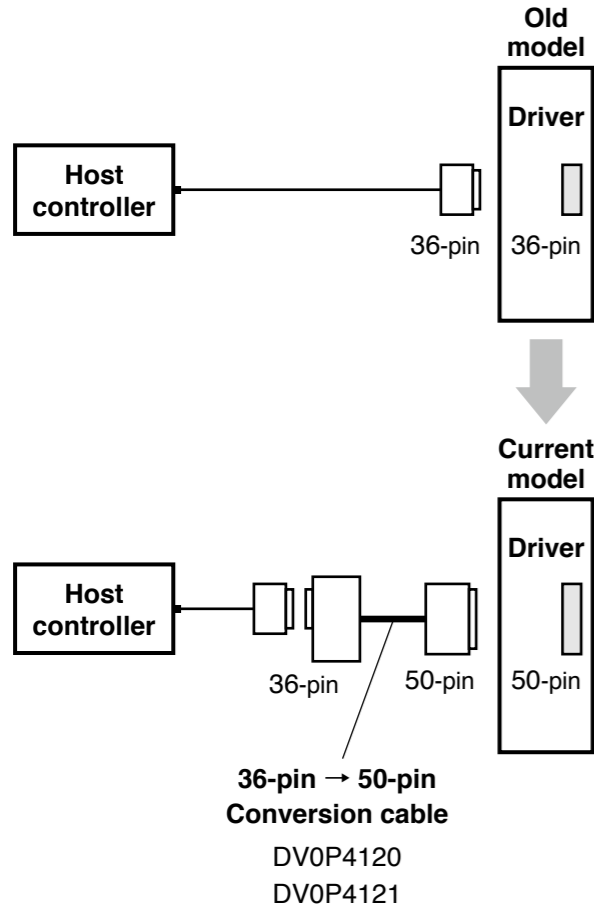 Old
model
Driver
Host
controller
36-pin
36-pin
Current
model
Driver
Host
controller
36-pin
50-pin
50-pin
36-pin → 50-pin
Conversion cable
DV0P4120
DV0P4121